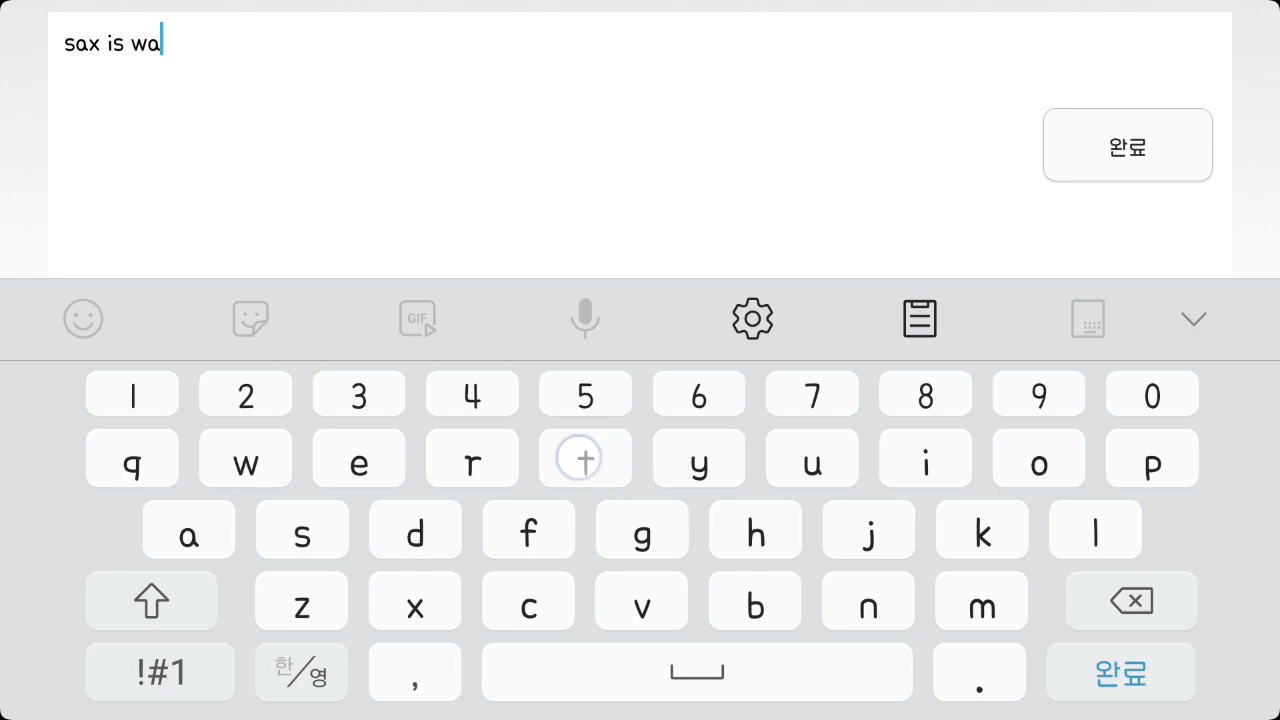 sax is wa
완료
GIF
1 2 3 4 5 6 7 8 9 0
q w e r t y u i o p
a s d f g h j k l
z x c v b n m
!#1 한/영 , . 완료